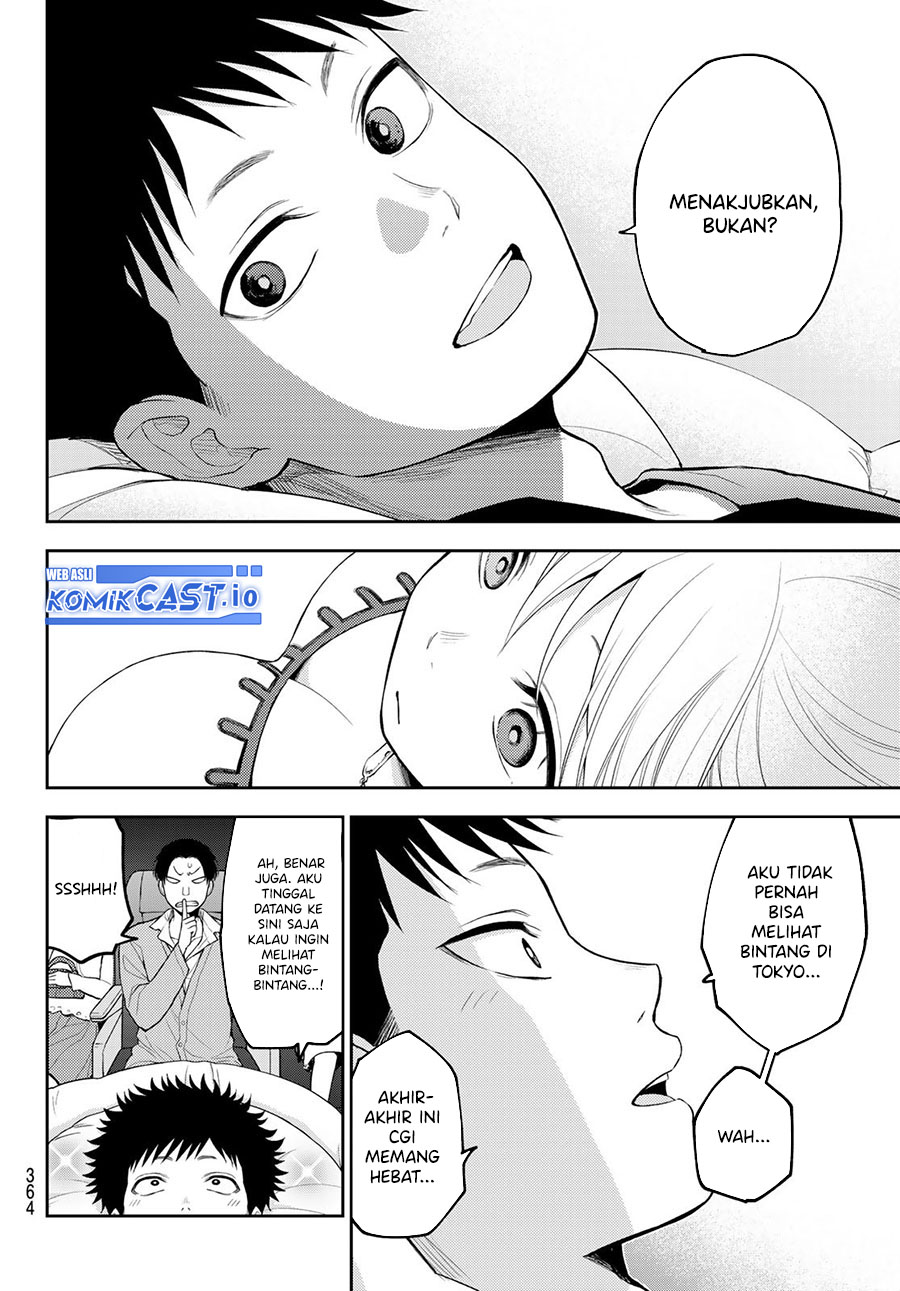 MENAKJUBKAN,
BUKAN?
WEB ASLI
KOMIKCAST.io
AKU TIDAK
PERNAH BISA
MELIHAT
BINTANG DI
TOKYO...
WAH...
AKHIR-
AKHIR INI
CGI
MEMANG
HEBAT...
AH, BENAR
JUGA. AKU
TINGGAL
DATANG KE
SINI SAJA
KALAU INGIN
MELIHAT
BINTANG-
BINTANG...!
SSSHHH!
364